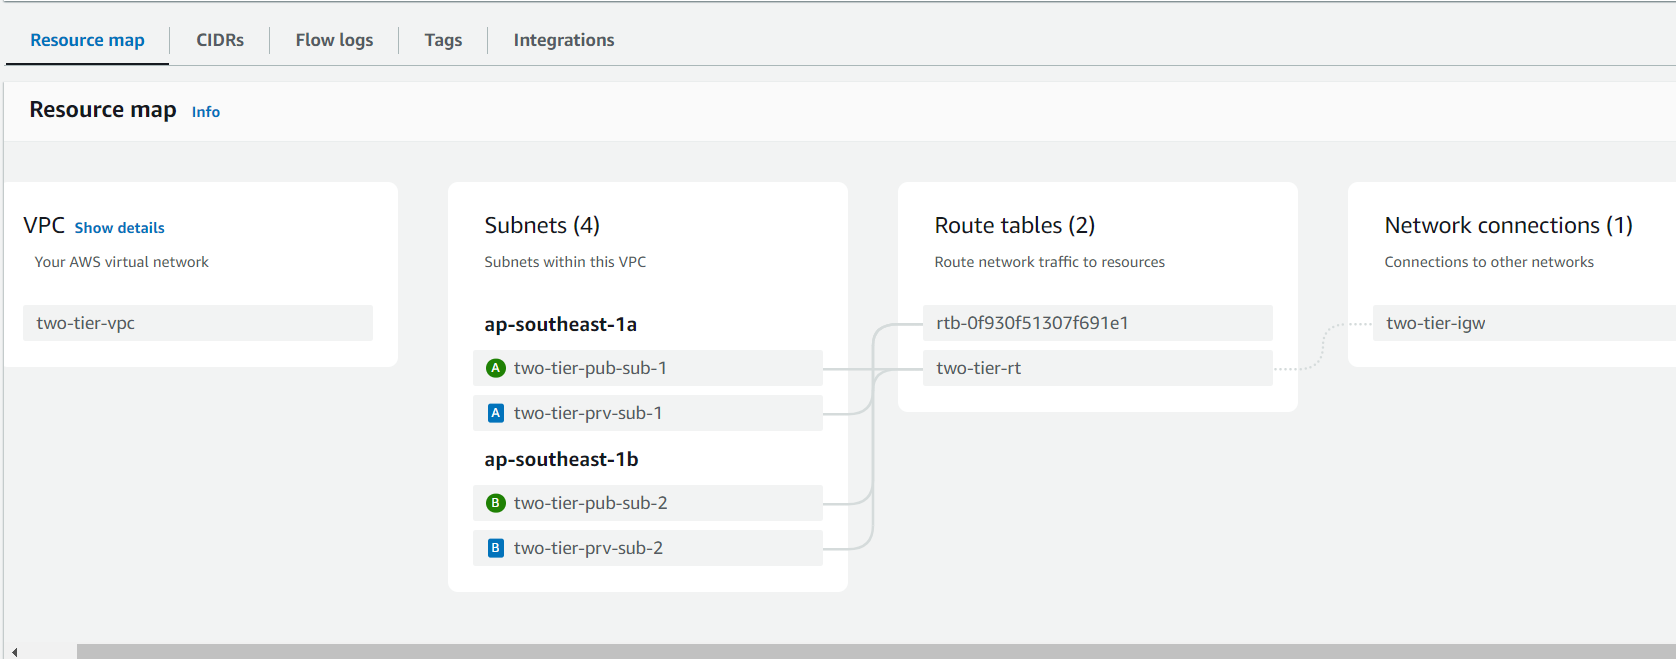 Resource map
CIDRs
Flow logs
Tags
Integrations
Resource map Info
VPC Show details
Your AWS virtual network
two-tier-vpc
Subnets (4)
Subnets within this VPC
ap-southeast-1a
A two-tier-pub-sub-1
A two-tier-prv-sub-1
ap-southeast-1b
B two-tier-pub-sub-2
B two-tier-prv-sub-2
Route tables (2)
Route network traffic to resources
rtb-0f930f51307f691e1
two-tier-rt
Network connections (1)
Connections to other networks
two-tier-igw